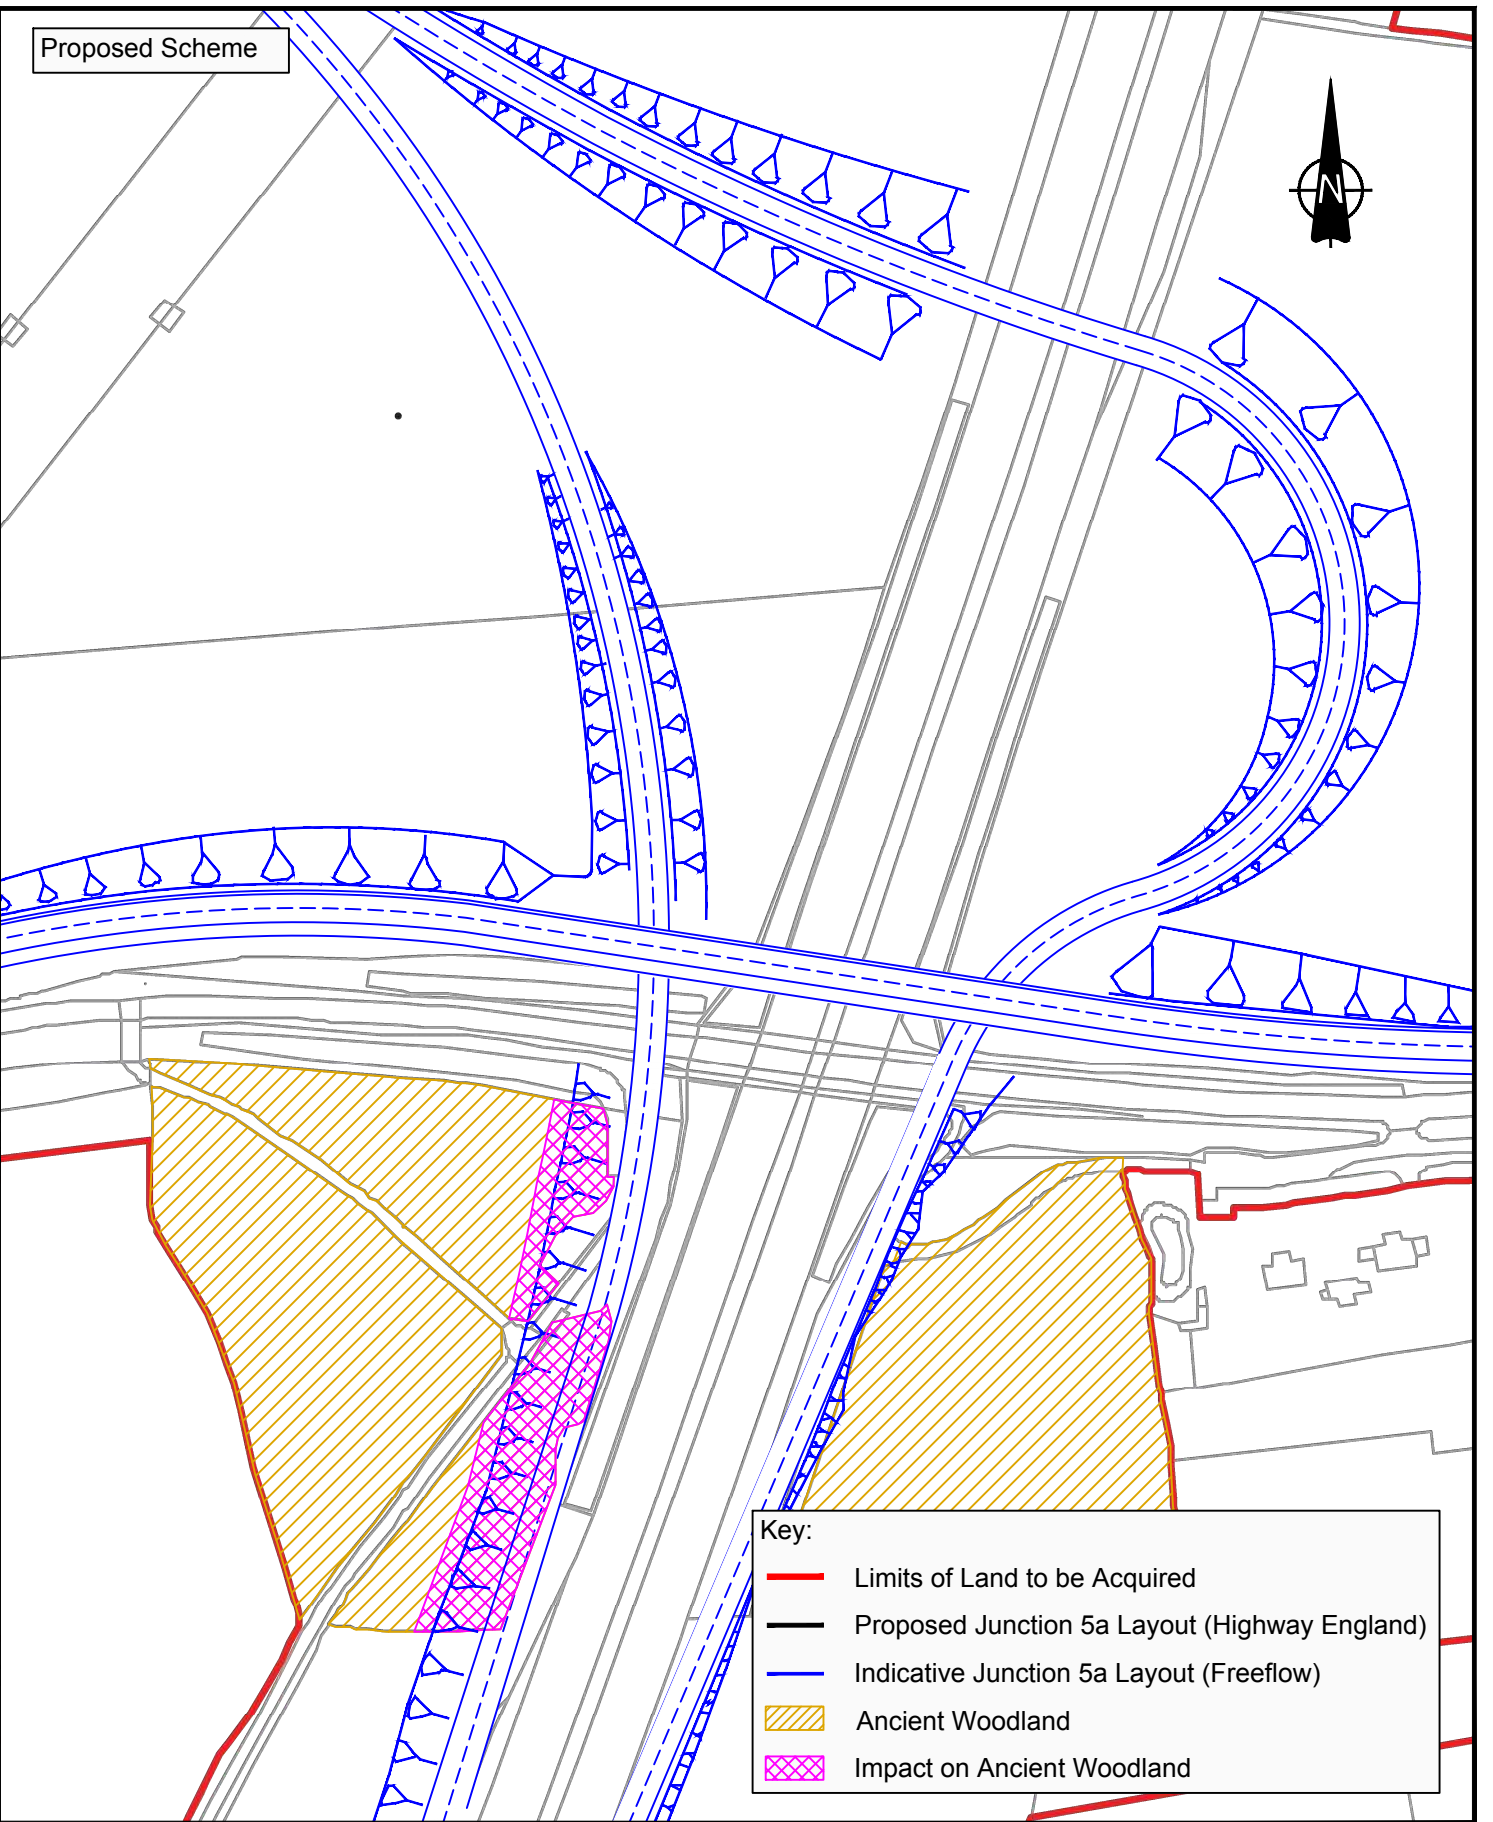 Proposed Scheme
N
Key:
Limits of Land to be Acquired
Proposed Junction 5a Layout (Highway England)
Indicative Junction 5a Layout (Freeflow)
Ancient Woodland
Impact on Ancient Woodland